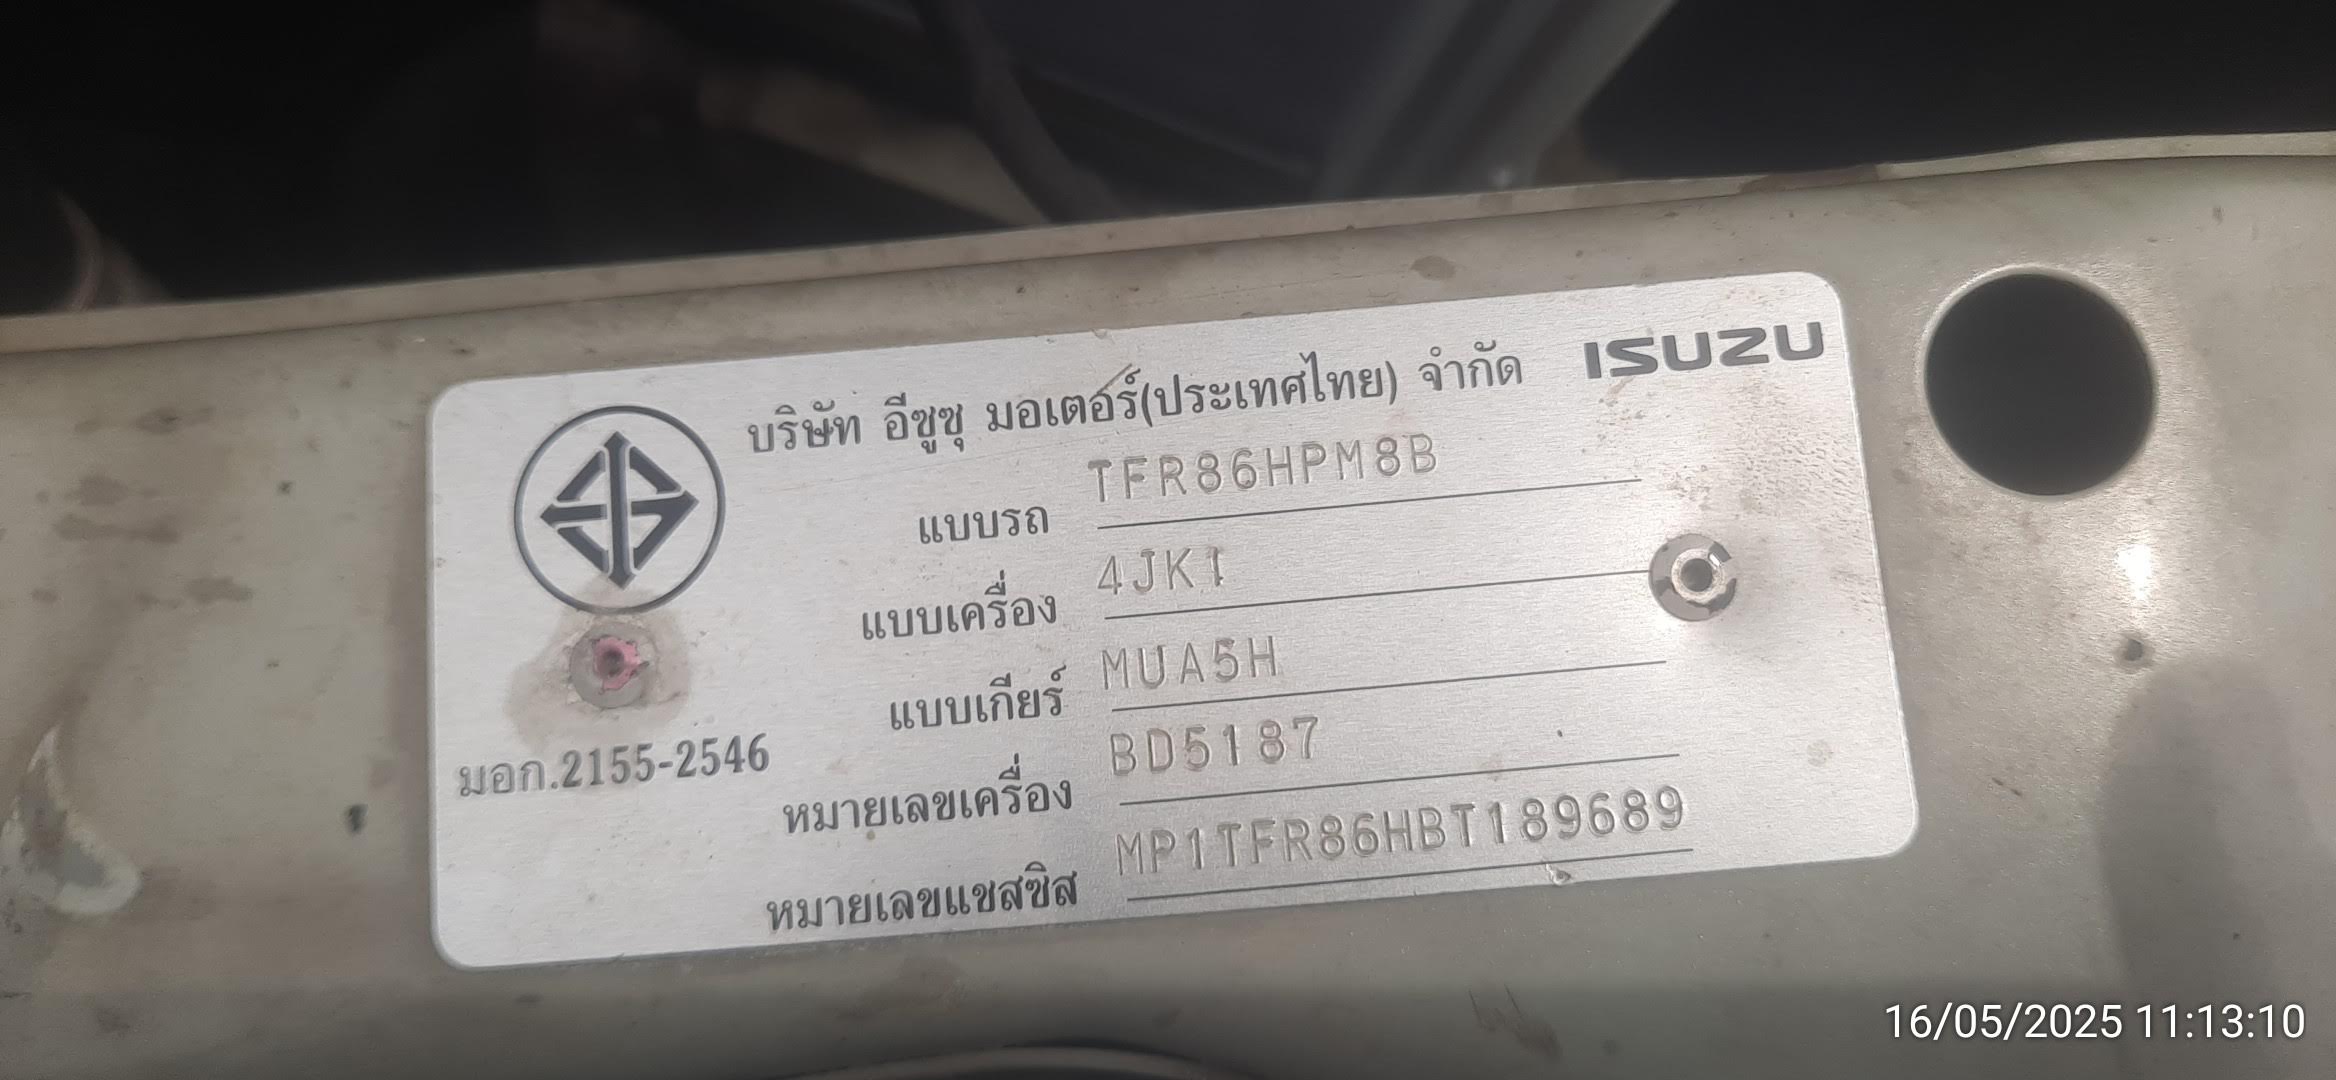 บริษัท อีซูซุ มอเตอร์(ประเทศไทย) จำกัด ISUZU
แบบรถ TFR86HPM8B
แบบเครื่อง 4JK1
แบบเกียร์ MUA5H
มอก.2155-2546
หมายเลขเครื่อง BD5187
หมายเลขแชสซิส MP1TFR86HBT189689
16/05/2025 11:13:10